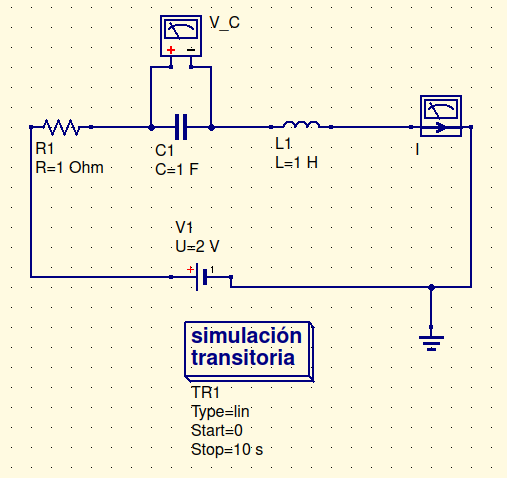 V_C
+ −
R1
R=1 Ohm
C1
C=1 F
L1
L=1 H
I
V1
U=2 V
+ 1
simulación
transitoria
TR1
Type=lin
Start=0
Stop=10 s